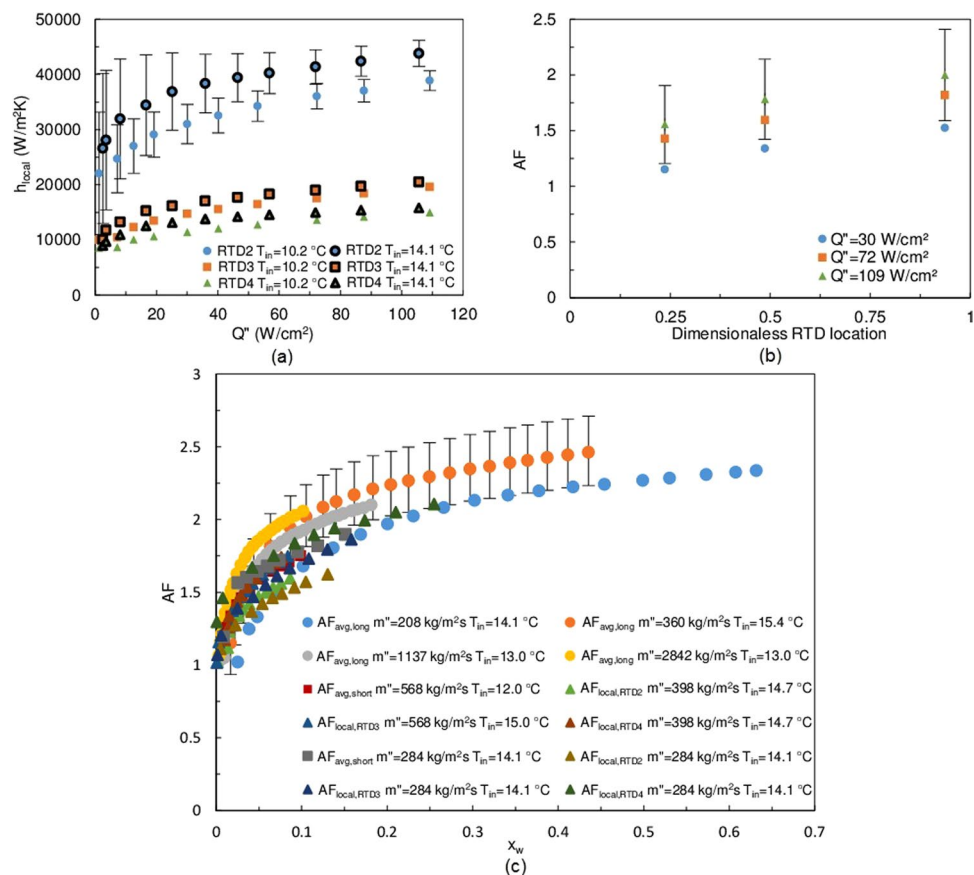 50000
40000
30000
20000
10000
0
h_local (W/m²K)
0 20 40 60 80 100 120
Q" (W/cm²)
RTD2 T_in=10.2 °C RTD2 T_in=14.1 °C
RTD3 T_in=10.2 °C RTD3 T_in=14.1 °C
RTD4 T_in=10.2 °C RTD4 T_in=14.1 °C
(a)
2.5
2
1.5
1
0.5
0
AF
0 0.25 0.5 0.75 1
Dimensionaless RTD location
Q"=30 W/cm²
Q"=72 W/cm²
Q"=109 W/cm²
(b)
3
2.5
2
1.5
1
0.5
0
AF
0 0.1 0.2 0.3 0.4 0.5 0.6 0.7
x_w
AF_avg,long m"=208 kg/m²s T_in=14.1 °C AF_avg,long m"=360 kg/m²s T_in=15.4 °C
AF_avg,long m"=1137 kg/m²s T_in=13.0 °C AF_avg,long m"=2842 kg/m²s T_in=13.0 °C
AF_avg,short m"=568 kg/m²s T_in=12.0 °C AF_local,RTD2 m"=398 kg/m²s T_in=14.7 °C
AF_local,RTD3 m"=568 kg/m²s T_in=15.0 °C AF_local,RTD4 m"=398 kg/m²s T_in=14.7 °C
AF_avg,short m"=284 kg/m²s T_in=14.1 °C AF_local,RTD2 m"=284 kg/m²s T_in=14.1 °C
AF_local,RTD3 m"=284 kg/m²s T_in=14.1 °C AF_local,RTD4 m"=284 kg/m²s T_in=14.1 °C
(c)